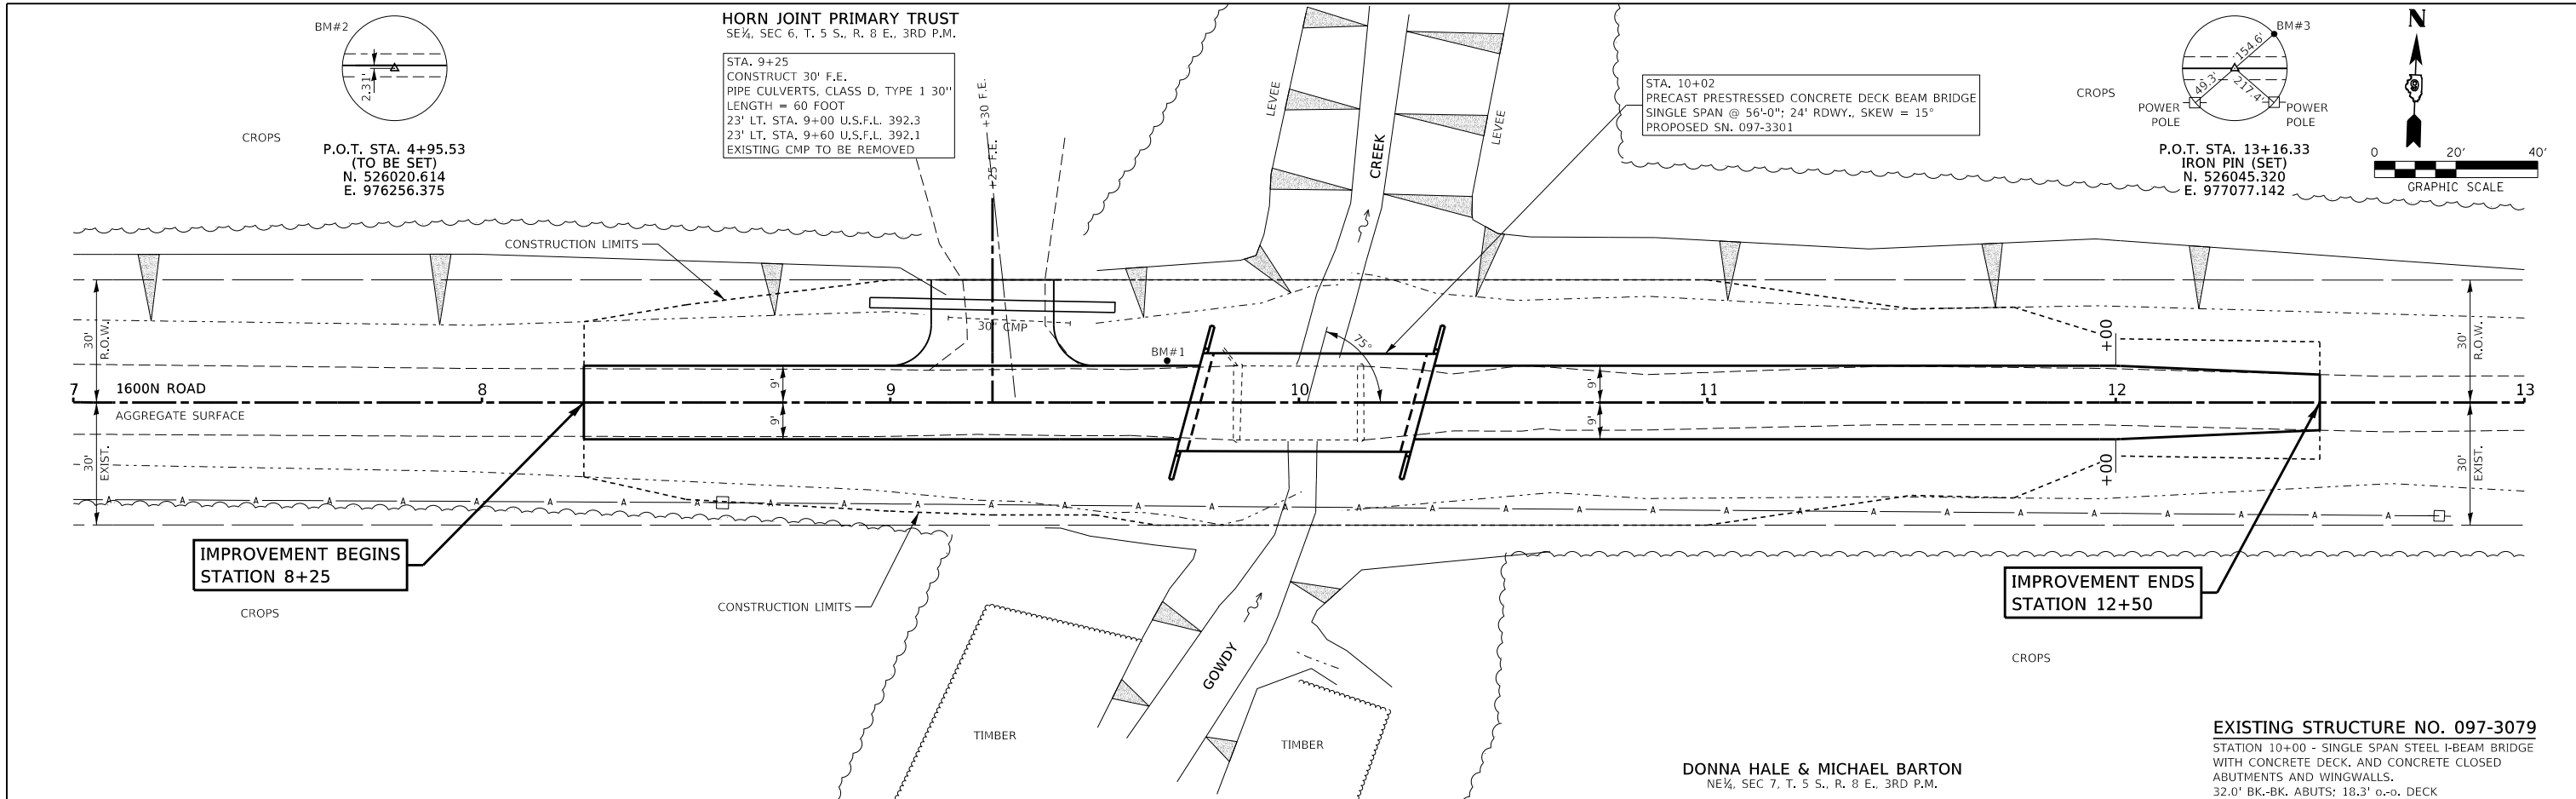 BM#2
2.31'
CROPS
P.O.T. STA. 4+95.53
(TO BE SET)
N. 526020.614
E. 976256.375
HORN JOINT PRIMARY TRUST
SE¼, SEC 6, T. 5 S., R. 8 E., 3RD P.M.
STA. 9+25
CONSTRUCT 30' F.E.
PIPE CULVERTS, CLASS D, TYPE 1 30"
LENGTH = 60 FOOT
23' LT. STA. 9+00 U.S.F.L. 392.3
23' LT. STA. 9+60 U.S.F.L. 392.1
EXISTING CMP TO BE REMOVED
+25 F.E.
+30 F.E.
LEVEE
CREEK
LEVEE
STA. 10+02
PRECAST PRESTRESSED CONCRETE DECK BEAM BRIDGE
SINGLE SPAN @ 56'-0"; 24' RDWY., SKEW = 15°
PROPOSED SN. 097-3301
CROPS
BM#3
154.6'
49.3'
217.4'
POWER
POLE
POWER
POLE
P.O.T. STA. 13+16.33
IRON PIN (SET)
N. 526045.320
E. 977077.142
N
0 20' 40'
GRAPHIC SCALE
CONSTRUCTION LIMITS
30' CMP
BM#1
75°
+00
30'
R.O.W.
30'
R.O.W.
7 1600N ROAD 8 9 10 11 12 13
AGGREGATE SURFACE
9'
9'
9'
9'
30'
EXIST.
+00
30'
EXIST.
A A A A A A A A A A A A A A A A A A A A A A A A A A A A A A A A
IMPROVEMENT BEGINS
STATION 8+25
CROPS
CONSTRUCTION LIMITS
IMPROVEMENT ENDS
STATION 12+50
CROPS
GOWDY
TIMBER
TIMBER
DONNA HALE & MICHAEL BARTON
NE¼, SEC 7, T. 5 S., R. 8 E., 3RD P.M.
EXISTING STRUCTURE NO. 097-3079
STATION 10+00 - SINGLE SPAN STEEL I-BEAM BRIDGE
WITH CONCRETE DECK. AND CONCRETE CLOSED
ABUTMENTS AND WINGWALLS.
32.0' BK.-BK. ABUTS; 18.3' o.-o. DECK